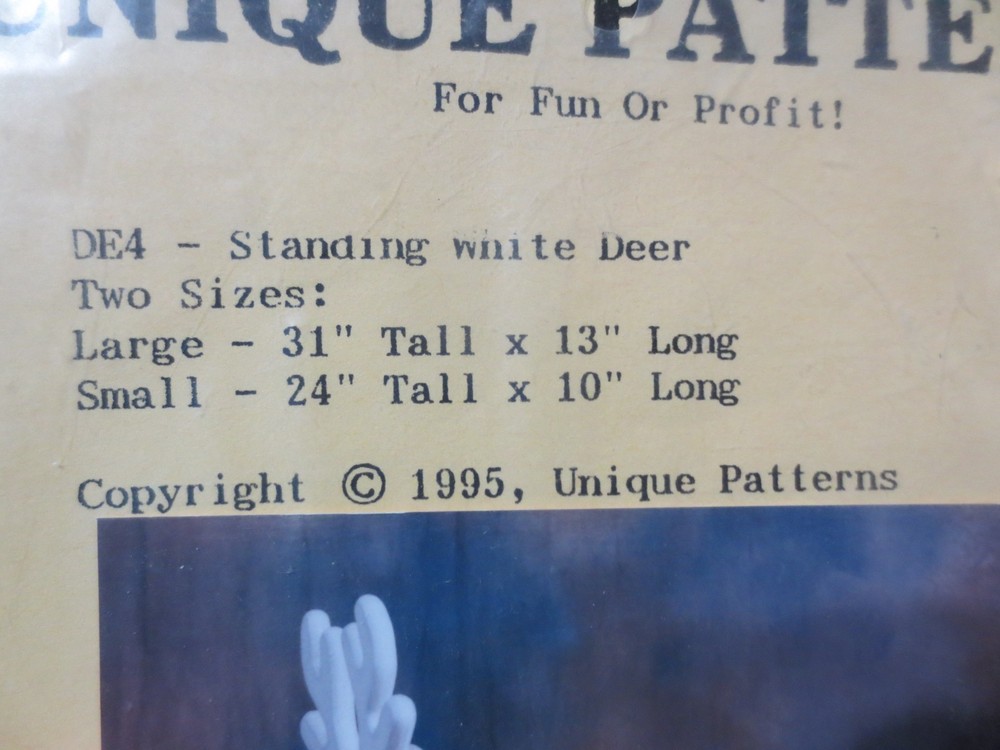 UNIQUE PATTE
For Fun Or Profit!
DE4 - Standing White Deer
Two Sizes:
Large - 31" Tall x 13" Long
Small - 24" Tall x 10" Long
Copyright © 1995, Unique Patterns